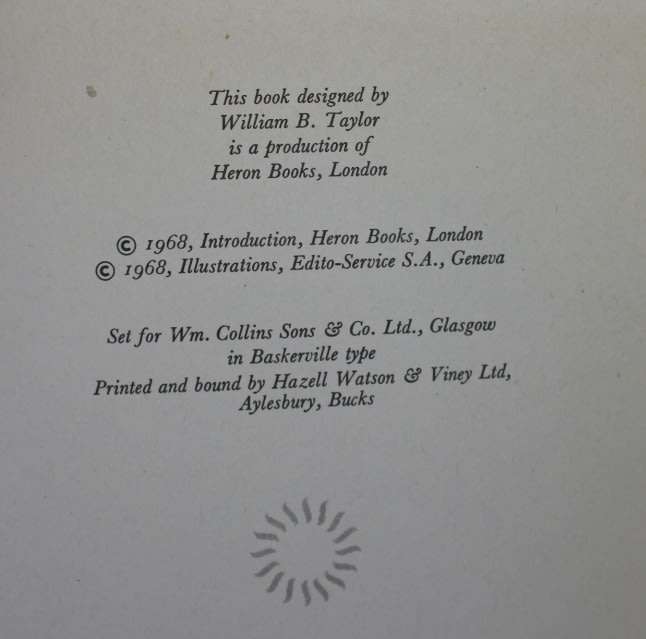 This book designed by
William B. Taylor
is a production of
Heron Books, London
© 1968, Introduction, Heron Books, London
© 1968, Illustrations, Edito-Service S.A., Geneva
Set for Wm. Collins Sons & Co. Ltd., Glasgow
in Baskerville type
Printed and bound by Hazell Watson & Viney Ltd,
Aylesbury, Bucks